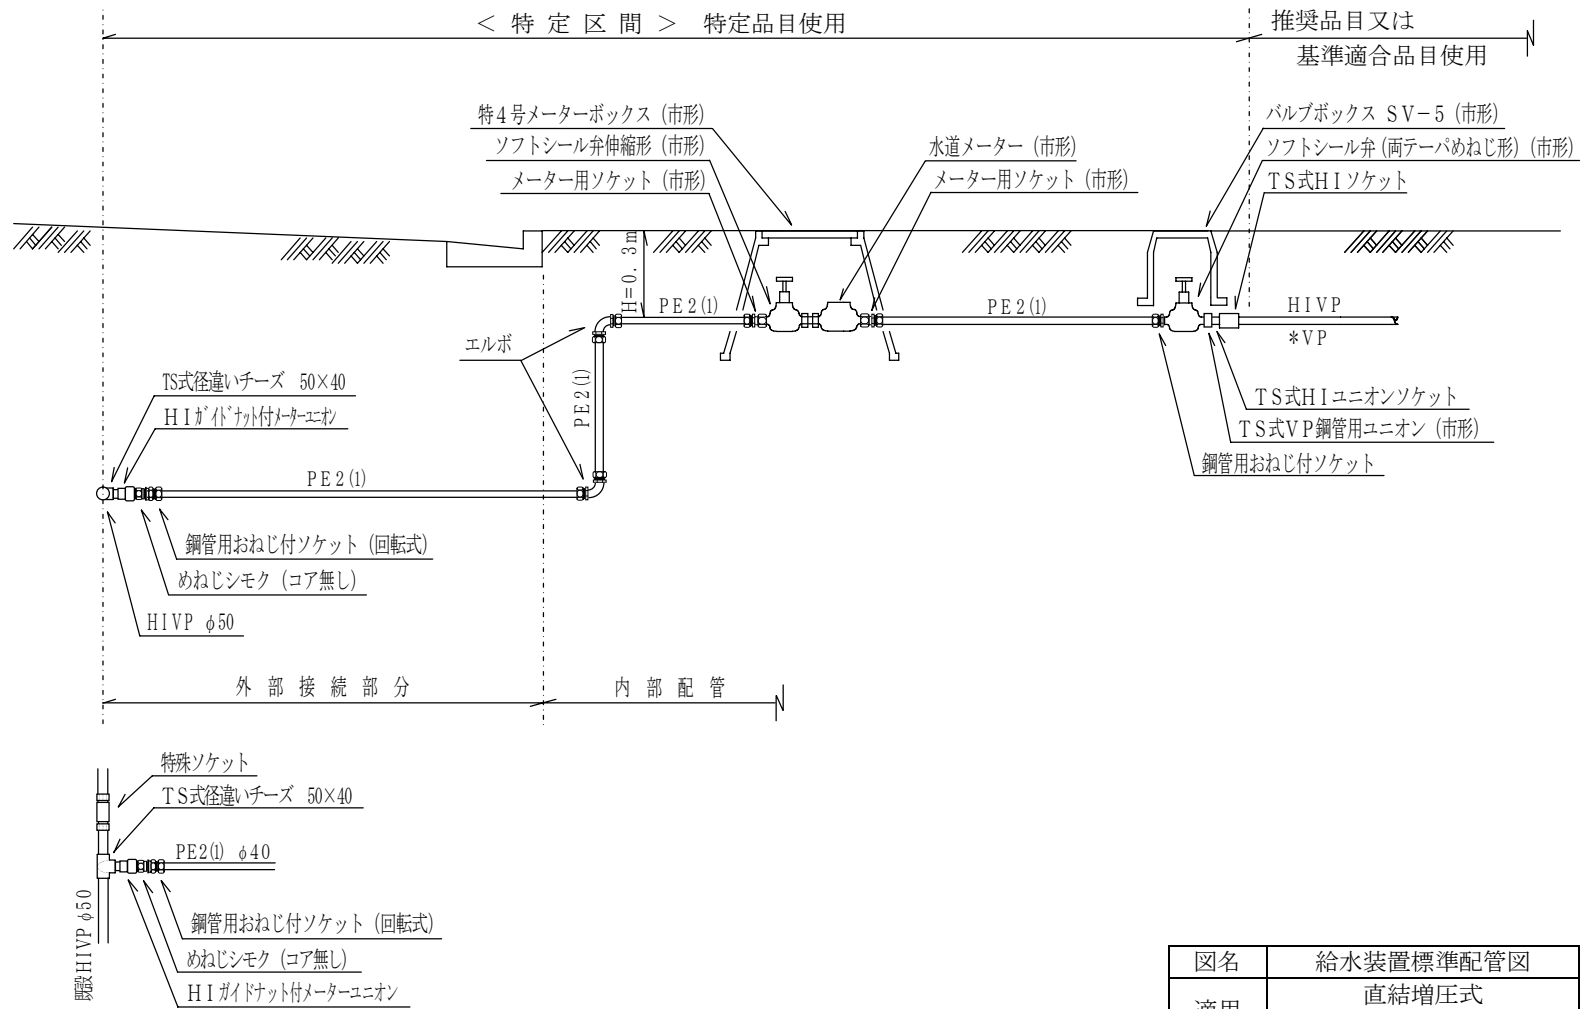 ＜ 特 定 区 間 ＞　特定品目使用
推奨品目又は
基準適合品目使用
特４号メーターボックス（市形）
ソフトシール弁伸縮形（市形）
メーター用ソケット（市形）
水道メーター（市形）
メーター用ソケット（市形）
バルブボックス ＳＶ－５（市形）
ソフトシール弁（両テーパめねじ形）（市形）
ＴＳ式ＨＩソケット
H=0.3m
PE2(1)
PE2(1)
HIVP
*VP
エルボ
PE2(1)
TS式径違いチーズ　50×40
ＨＩガイドナット付メーターユニオン
PE2(1)
ＴＳ式ＨＩユニオンソケット
ＴＳ式ＶＰ鋼管用ユニオン（市形）
鋼管用おねじ付ソケット
鋼管用おねじ付ソケット（回転式）
めねじシモク（コア無し）
HIVP φ50
外 部 接 続 部 分
内 部 配 管
特殊ソケット
ＴＳ式径違いチーズ　50×40
PE2(1) φ40
既設HIVP φ50
鋼管用おねじ付ソケット（回転式）
めねじシモク（コア無し）
ＨＩガイドナット付メーターユニオン
図名　給水装置標準配管図
直結増圧式